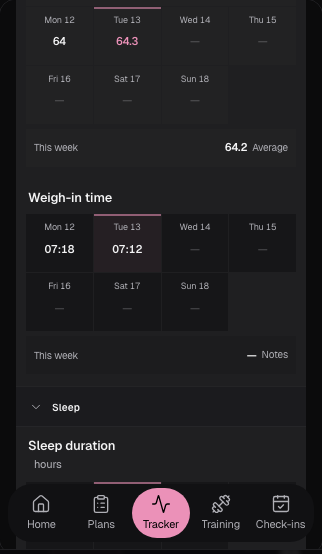 Mon 12 Tue 13 Wed 14 Thu 15
64 64.3 — —
Fri 16 Sat 17 Sun 18
— — —
This week 64.2 Average
Weigh-in time
Mon 12 Tue 13 Wed 14 Thu 15
07:18 07:12 — —
Fri 16 Sat 17 Sun 18
— — —
This week — Notes
Sleep
Sleep duration
hours
Home Plans Tracker Training Check-ins